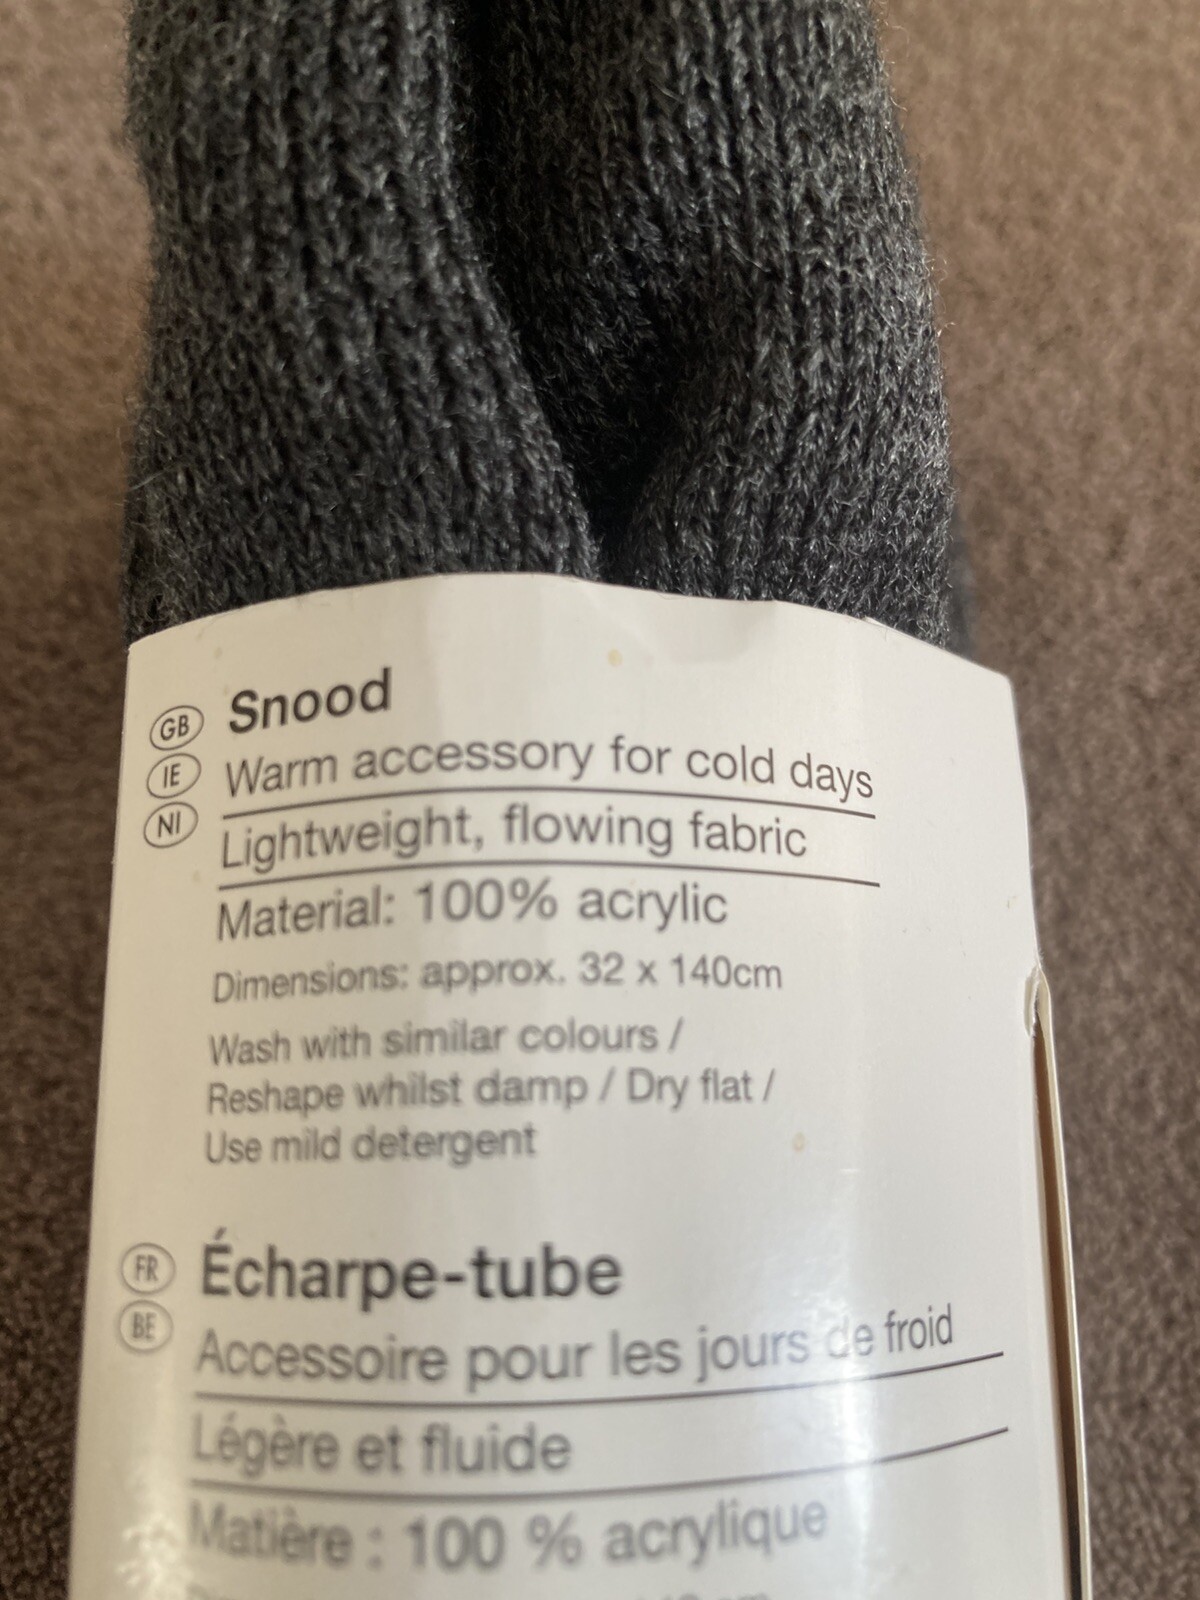 GB Snood
IE Warm accessory for cold days
NI Lightweight, flowing fabric
Material: 100% acrylic
Dimensions: approx. 32 x 140cm
Wash with similar colours /
Reshape whilst damp / Dry flat /
Use mild detergent
FR Écharpe-tube
BE Accessoire pour les jours de froid
Légère et fluide
Matière : 100 % acrylique